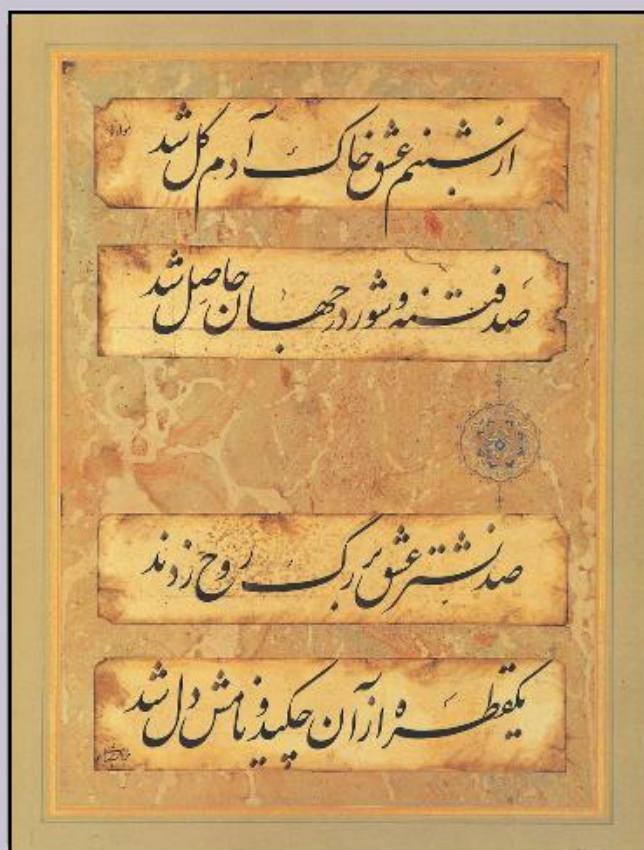 از شبنم عشق خاک آدم گل شد
صد فتنه و شور در جهان حاصل شد
صد نشتر عشق بر رگ روح زدند
یکقطره از آن چکید و نامش دل شد